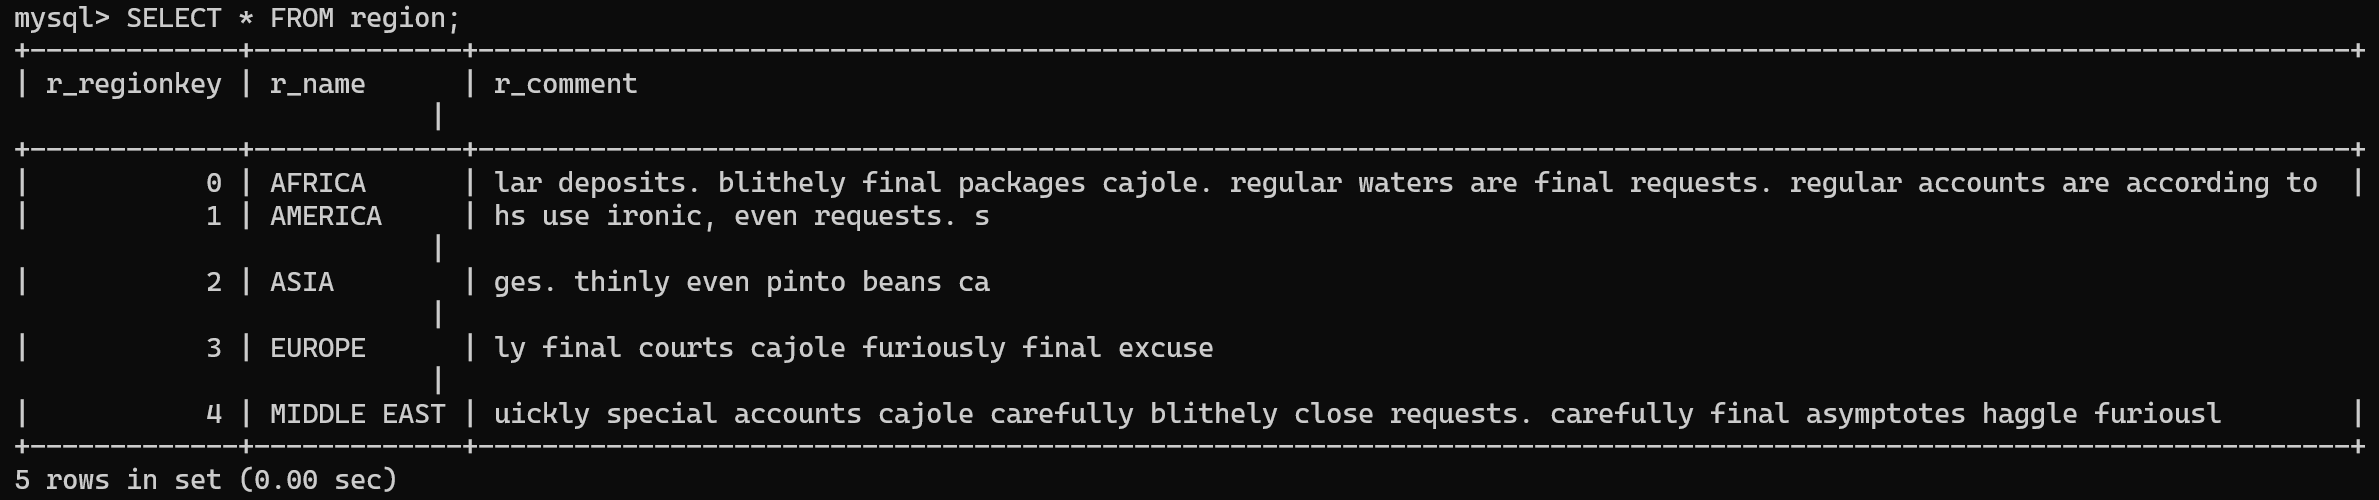 mysql> SELECT * FROM region;
+-------------+-------------+---------------------------------------------------------------------------------------------------------------------+
| r_regionkey | r_name      | r_comment
                          |
+-------------+-------------+---------------------------------------------------------------------------------------------------------------------+
|           0 | AFRICA      | lar deposits. blithely final packages cajole. regular waters are final requests. regular accounts are according to  |
|           1 | AMERICA     | hs use ironic, even requests. s
                          |
|           2 | ASIA        | ges. thinly even pinto beans ca
                          |
|           3 | EUROPE      | ly final courts cajole furiously final excuse
                          |
|           4 | MIDDLE EAST | uickly special accounts cajole carefully blithely close requests. carefully final asymptotes haggle furiousl        |
+-------------+-------------+---------------------------------------------------------------------------------------------------------------------+
5 rows in set (0.00 sec)